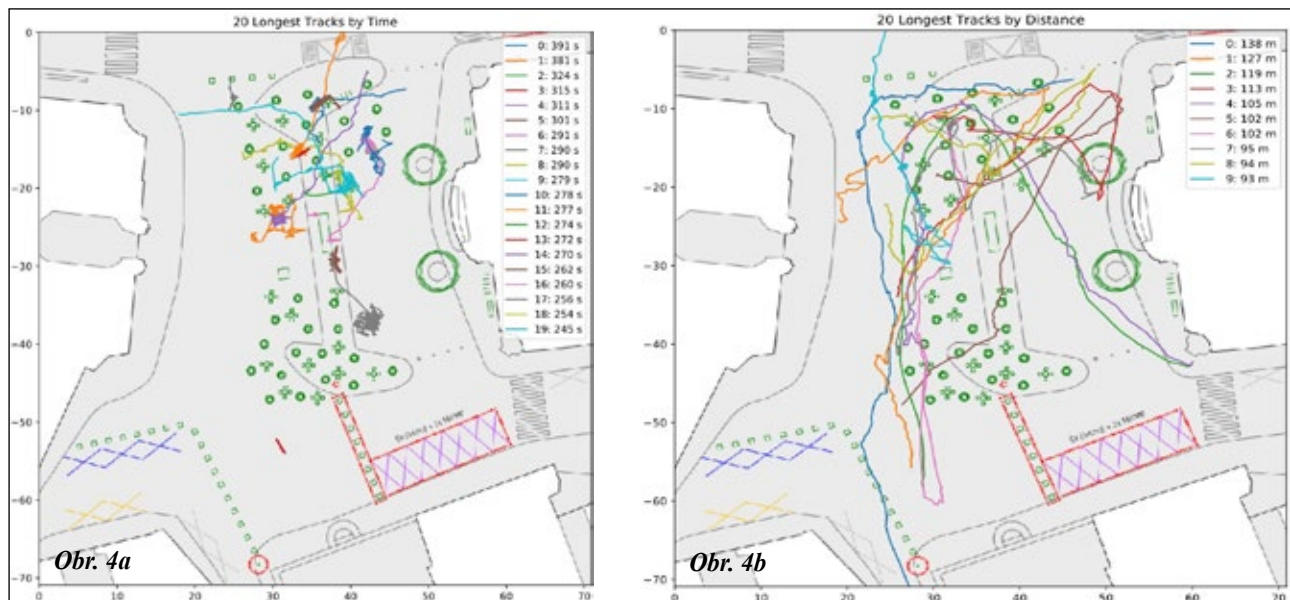 20 Longest Tracks by Time
0: 391 s
1: 381 s
2: 324 s
3: 315 s
4: 311 s
5: 301 s
6: 291 s
7: 290 s
8: 290 s
9: 279 s
10: 278 s
11: 277 s
12: 274 s
13: 272 s
14: 270 s
15: 262 s
16: 260 s
17: 256 s
18: 254 s
19: 245 s
0
−10
−20
−30
−40
−50
−60
−70
0 10 20 30 40 50 60 70
Obr. 4a
20 Longest Tracks by Distance
0: 138 m
1: 127 m
2: 119 m
3: 113 m
4: 105 m
5: 102 m
6: 102 m
7: 95 m
8: 94 m
9: 93 m
0
−10
−20
−30
−40
−50
−60
−70
0 10 20 30 40 50 60 70
Obr. 4b